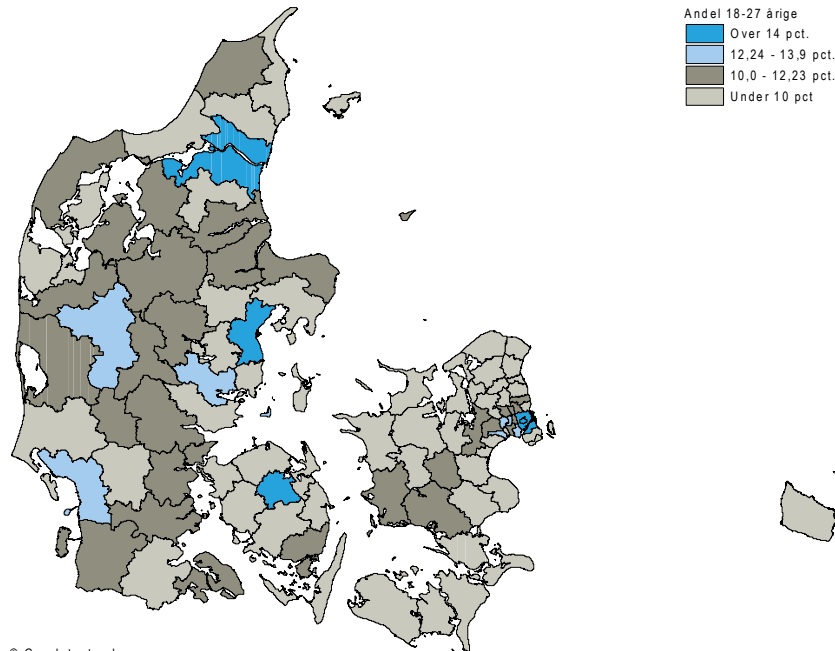 Andel 18-27 årige
Over 14 pct.
12,24 - 13,9 pct.
10,0 - 12,23 pct.
Under 10 pct